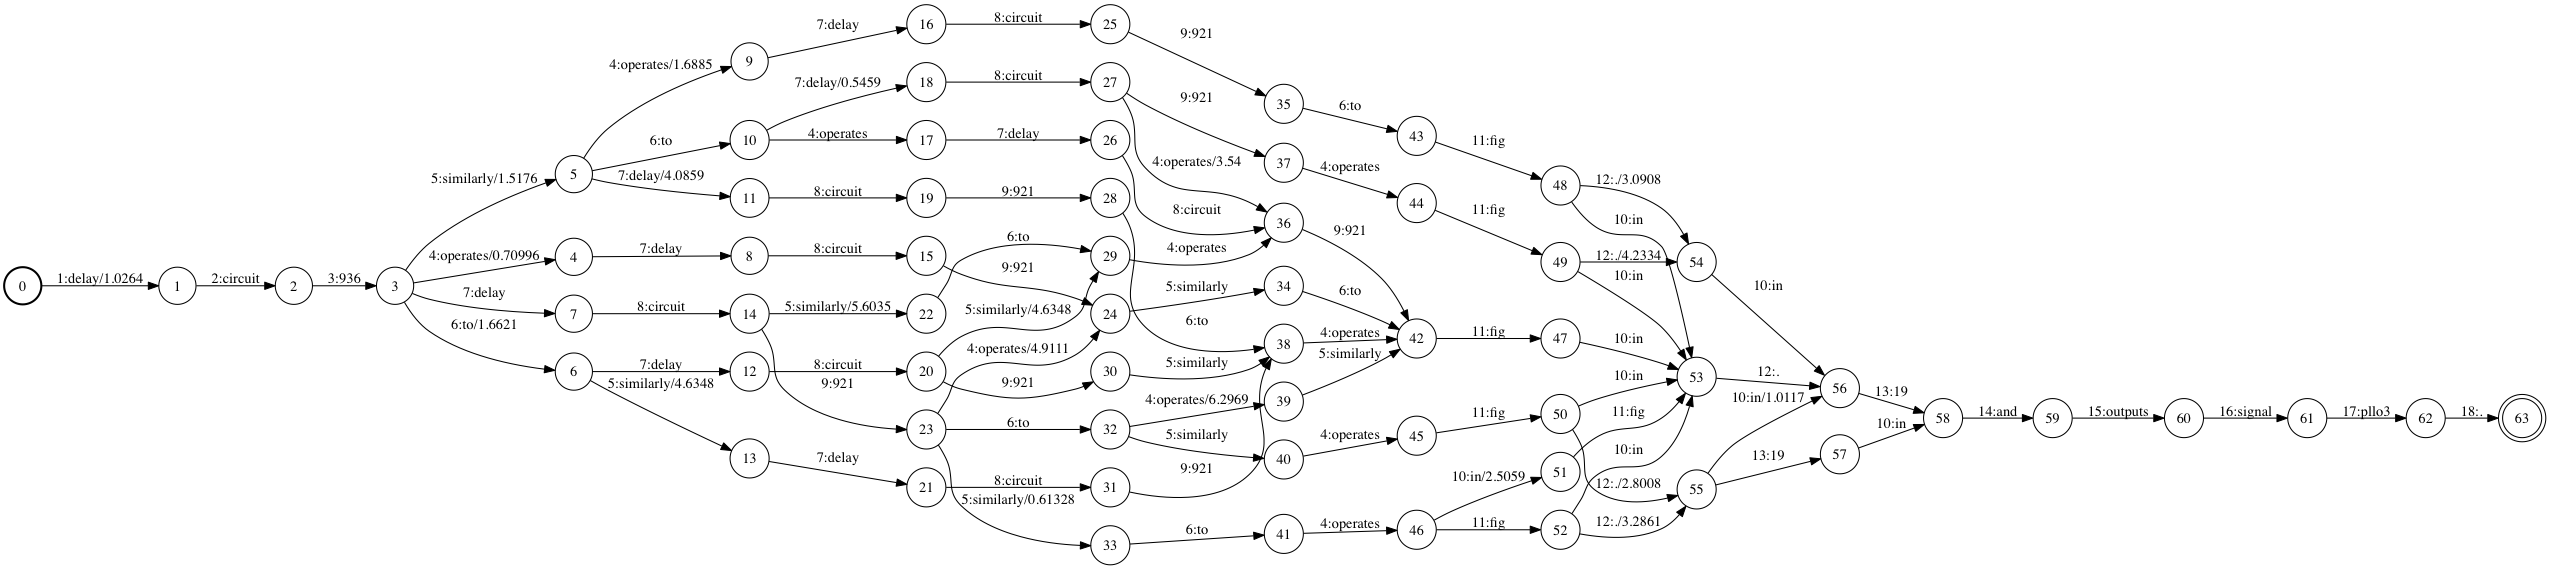 0
1:delay/1.0264
1
2:circuit
2
3:936
3
5:similarly/1.5176
4:operates/0.70996
7:delay
6:to/1.6621
5
4
7
6
4:operates/1.6885
6:to
7:delay/4.0859
7:delay
8:circuit
7:delay
5:similarly/4.6348
9
10
11
8
14
12
13
7:delay
7:delay/0.5459
4:operates
8:circuit
8:circuit
5:similarly/5.6035
8:circuit
9:921
7:delay
16
18
17
19
15
22
20
23
21
8:circuit
8:circuit
7:delay
9:921
6:to
9:921
5:similarly/4.6348
4:operates/4.9111
9:921
6:to
8:circuit
5:similarly/0.61328
25
27
26
28
29
24
30
32
31
33
9:921
9:921
4:operates/3.54
8:circuit
4:operates
5:similarly
6:to
5:similarly
4:operates/6.2969
5:similarly
9:921
6:to
35
37
36
34
38
39
40
41
6:to
4:operates
9:921
6:to
4:operates
5:similarly
4:operates
4:operates
43
44
42
45
46
11:fig
11:fig
11:fig
11:fig
10:in/2.5059
11:fig
48
49
47
50
51
52
12:./3.0908
10:in
12:./4.2334
10:in
10:in
10:in
11:fig
10:in
12:./2.8008
12:./3.2861
54
53
55
10:in
12:.
10:in/1.0117
13:19
56
57
13:19
10:in
58
14:and
59
15:outputs
60
16:signal
61
17:pllo3
62
18:.
63